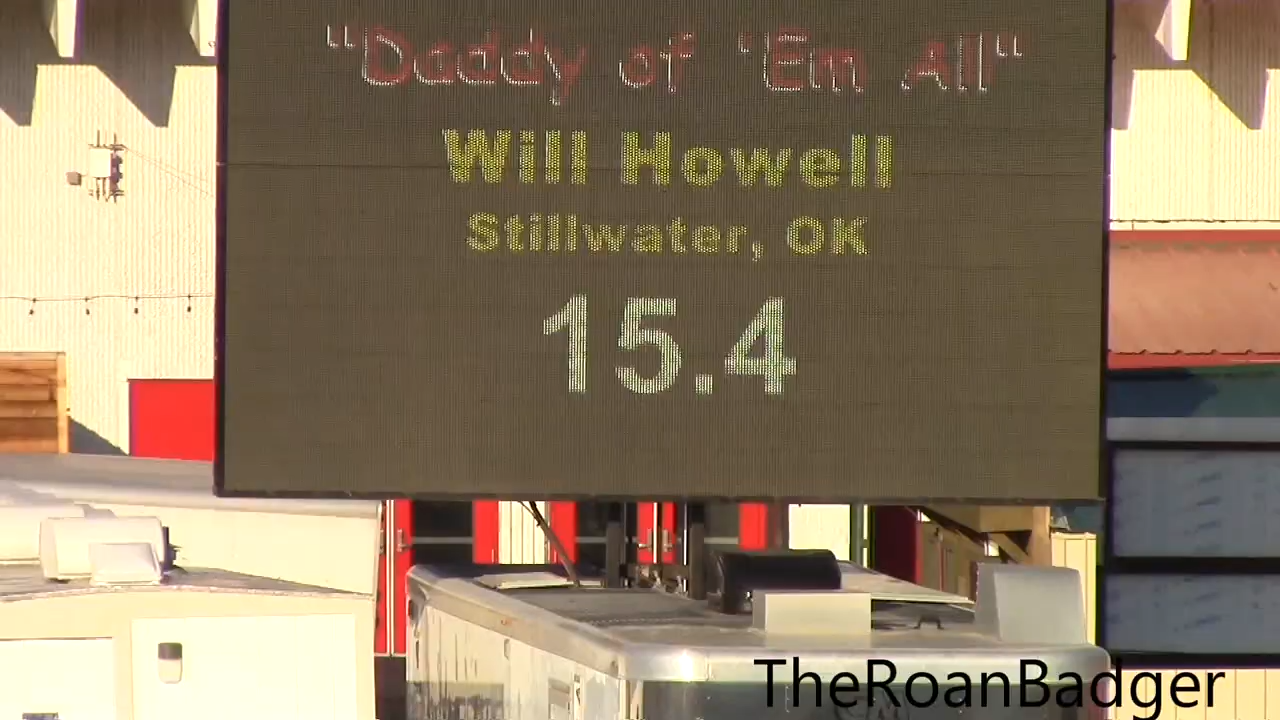 "Daddy of 'Em All"
Will Howell
Stillwater, OK
15.4
TheRoanBadger